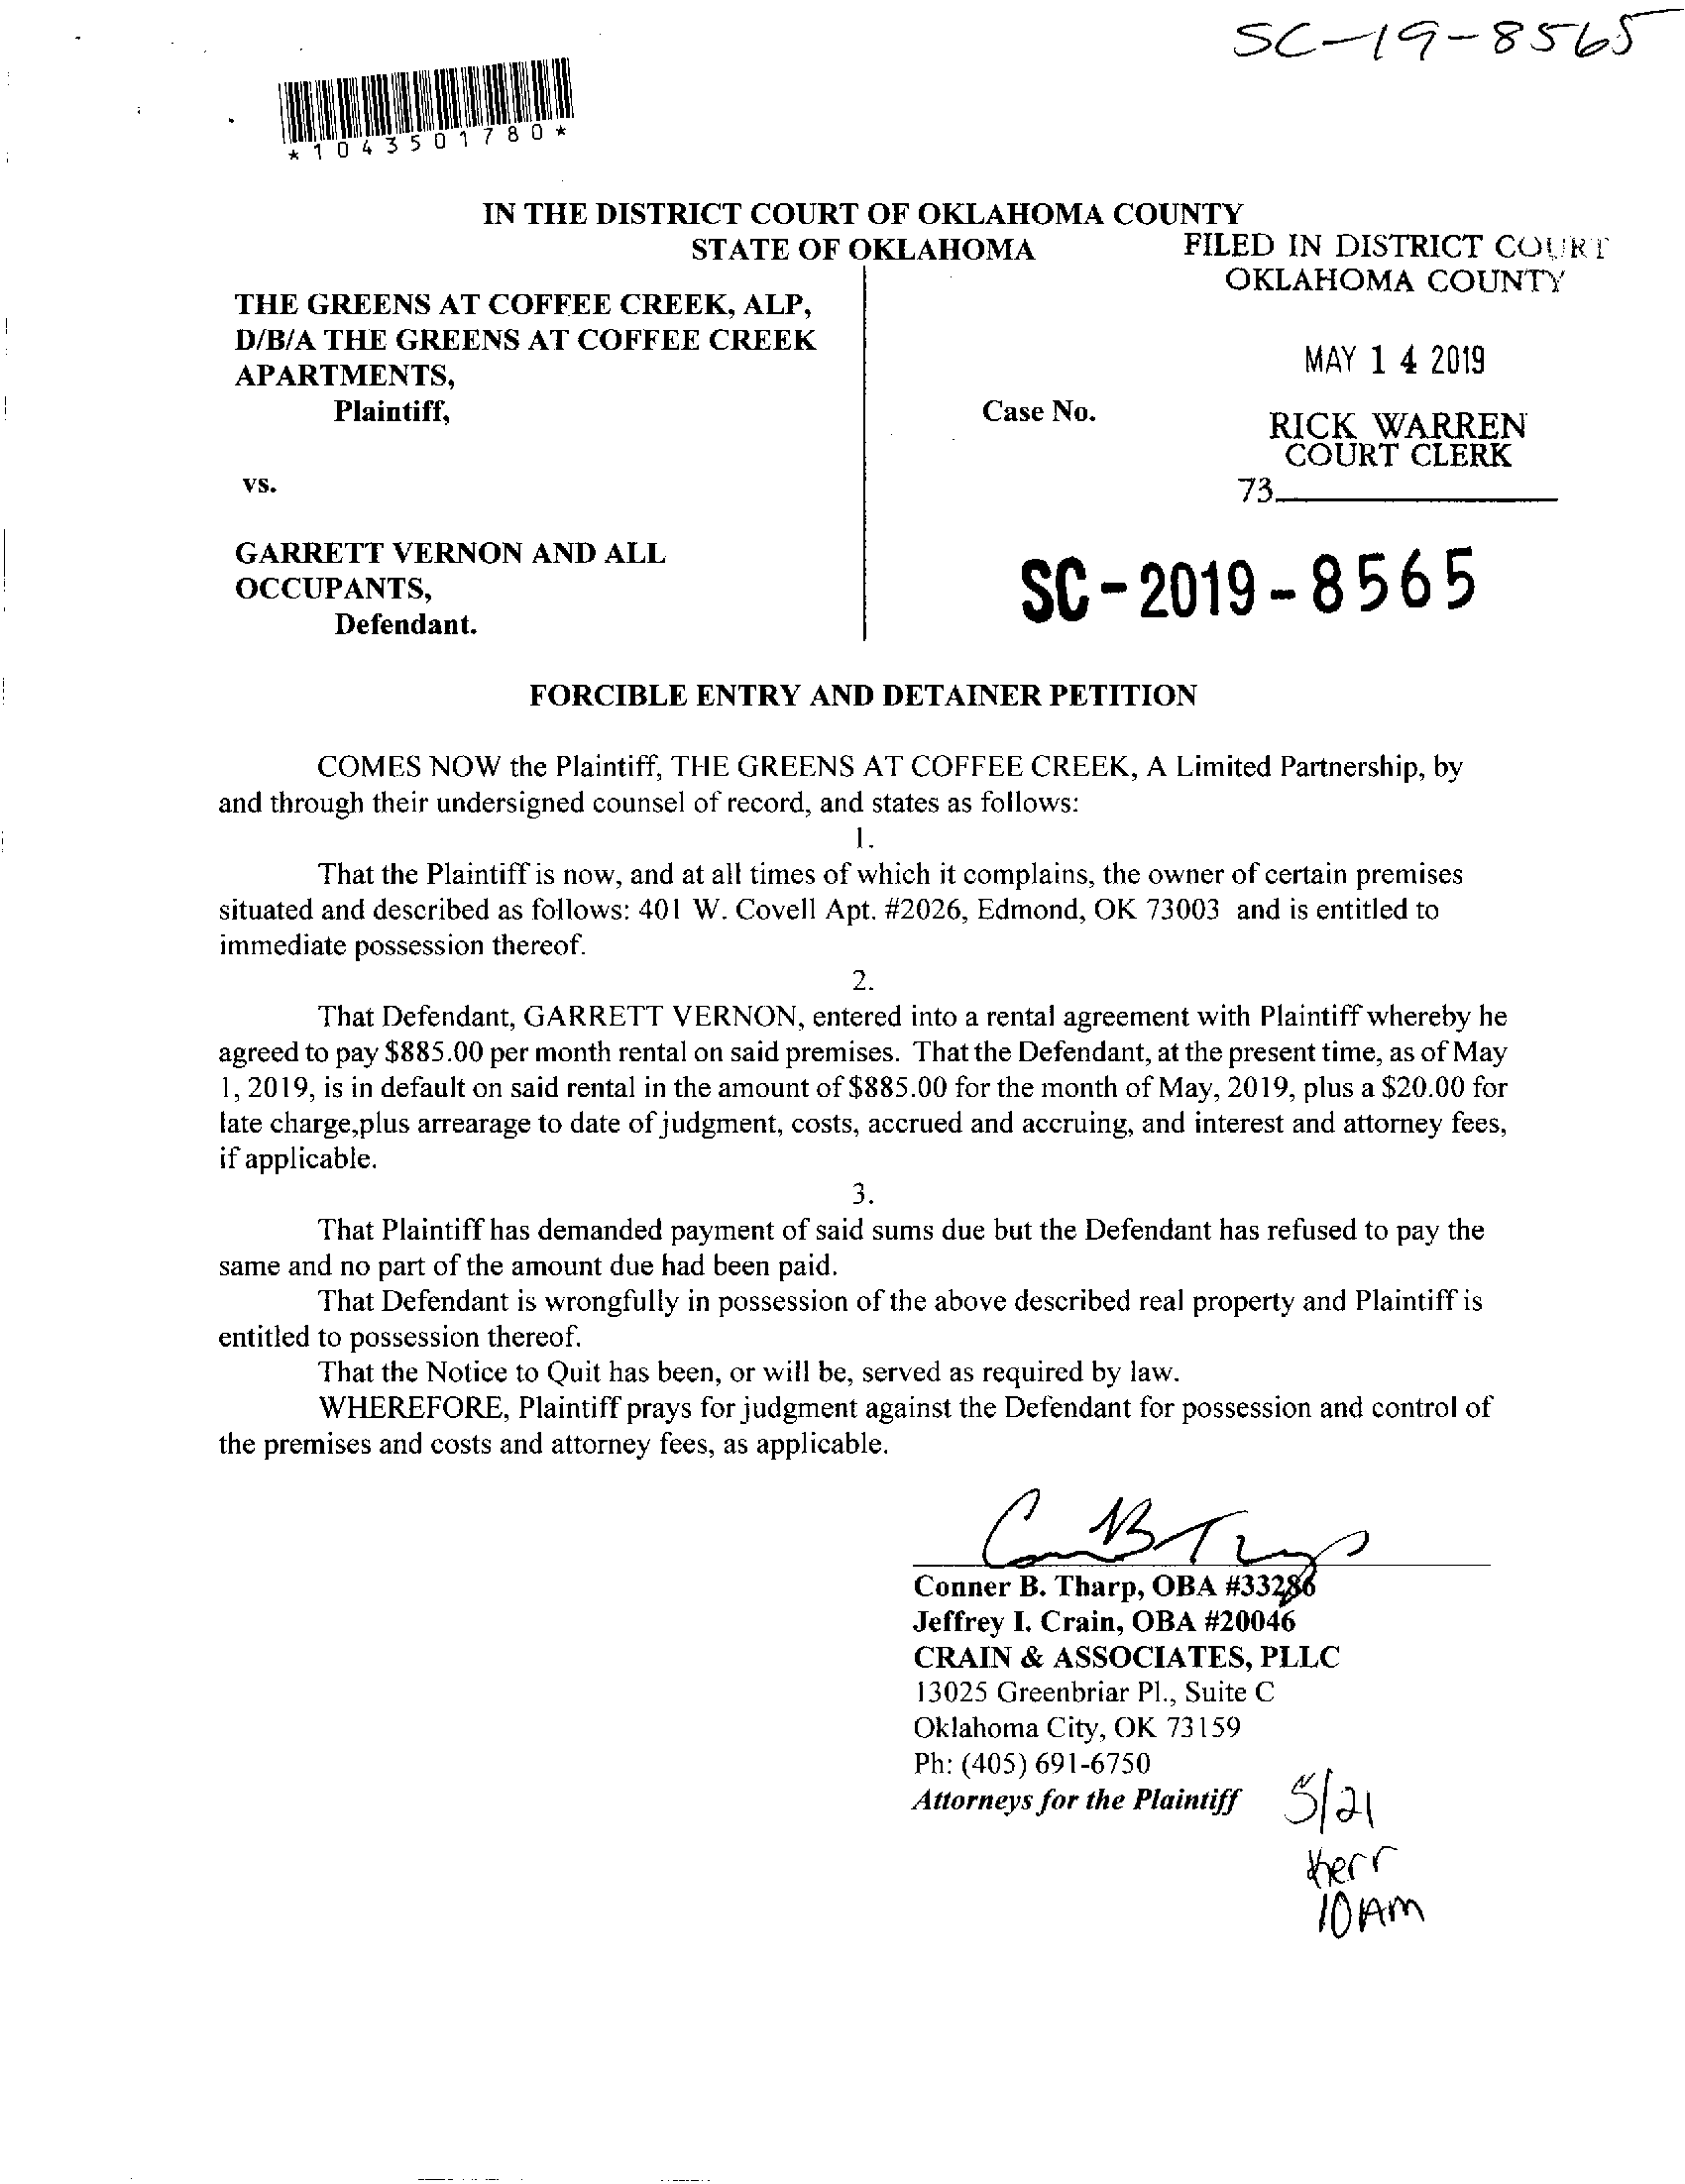 SC-19-8565
*1043501780*
IN THE DISTRICT COURT OF OKLAHOMA COUNTY
STATE OF OKLAHOMA
FILED IN DISTRICT COURT
OKLAHOMA COUNTY
THE GREENS AT COFFEE CREEK, ALP,
D/B/A THE GREENS AT COFFEE CREEK
APARTMENTS,
Plaintiff,
MAY 14 2019
Case No.
RICK WARREN
COURT CLERK
73
vs.
GARRETT VERNON AND ALL
OCCUPANTS,
Defendant.
SC-2019-8565
FORCIBLE ENTRY AND DETAINER PETITION
COMES NOW the Plaintiff, THE GREENS AT COFFEE CREEK, A Limited Partnership, by
and through their undersigned counsel of record, and states as follows:
1.
That the Plaintiff is now, and at all times of which it complains, the owner of certain premises
situated and described as follows: 401 W. Covell Apt. #2026, Edmond, OK 73003 and is entitled to
immediate possession thereof.
2.
That Defendant, GARRETT VERNON, entered into a rental agreement with Plaintiff whereby he
agreed to pay $885.00 per month rental on said premises. That the Defendant, at the present time, as of May
1, 2019, is in default on said rental in the amount of $885.00 for the month of May, 2019, plus a $20.00 for
late charge,plus arrearage to date of judgment, costs, accrued and accruing, and interest and attorney fees,
if applicable.
3.
That Plaintiff has demanded payment of said sums due but the Defendant has refused to pay the
same and no part of the amount due had been paid.
That Defendant is wrongfully in possession of the above described real property and Plaintiff is
entitled to possession thereof.
That the Notice to Quit has been, or will be, served as required by law.
WHEREFORE, Plaintiff prays for judgment against the Defendant for possession and control of
the premises and costs and attorney fees, as applicable.
Conner B. Tharp, OBA #33286
Jeffrey I. Crain, OBA #20046
CRAIN & ASSOCIATES, PLLC
13025 Greenbriar Pl., Suite C
Oklahoma City, OK 73159
Ph: (405) 691-6750
Attorneys for the Plaintiff
5/21
Kerr
10AM